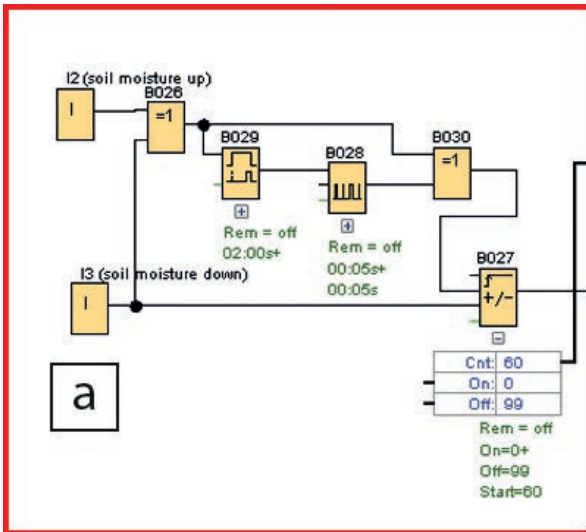 I2 (soil moisture up)
B026
I
=1
B029
B028
B030
=1
Rem = off
02:00s+
Rem = off
00:05s+
00:05s
I3 (soil moisture down)
I
B027
+/-
a
Cnt: 60
On: 0
Off: 99
Rem = off
On=0+
Off=99
Start=60